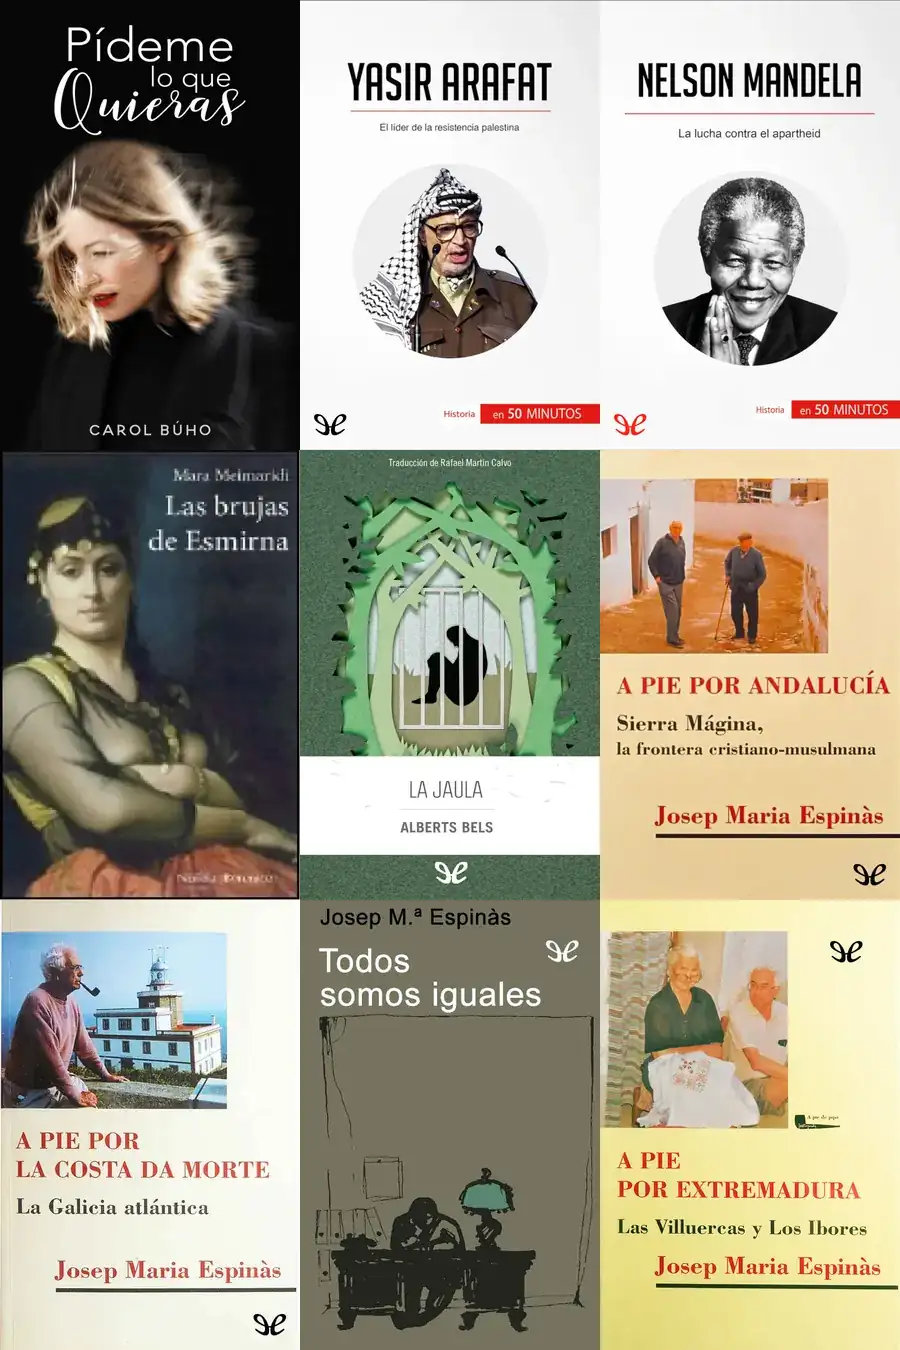 Pídeme
lo que
Quieras
CAROL BÚHO
YASIR ARAFAT
El líder de la resistencia palestina
Historia en 50 MINUTOS
NELSON MANDELA
La lucha contra el apartheid
Historia en 50 MINUTOS
Mara Meimaridi
Las brujas
de Esmirna
Traducción de Rafael Martín Calvo
LA JAULA
ALBERTS BELS
A PIE POR ANDALUCÍA
Sierra Mágina,
la frontera cristiano-musulmana
Josep Maria Espinàs
A PIE POR
LA COSTA DA MORTE
La Galicia atlántica
Josep Maria Espinàs
Josep M.ª Espinàs
Todos
somos iguales
A PIE
POR EXTREMADURA
Las Villuercas y Los Ibores
Josep Maria Espinàs